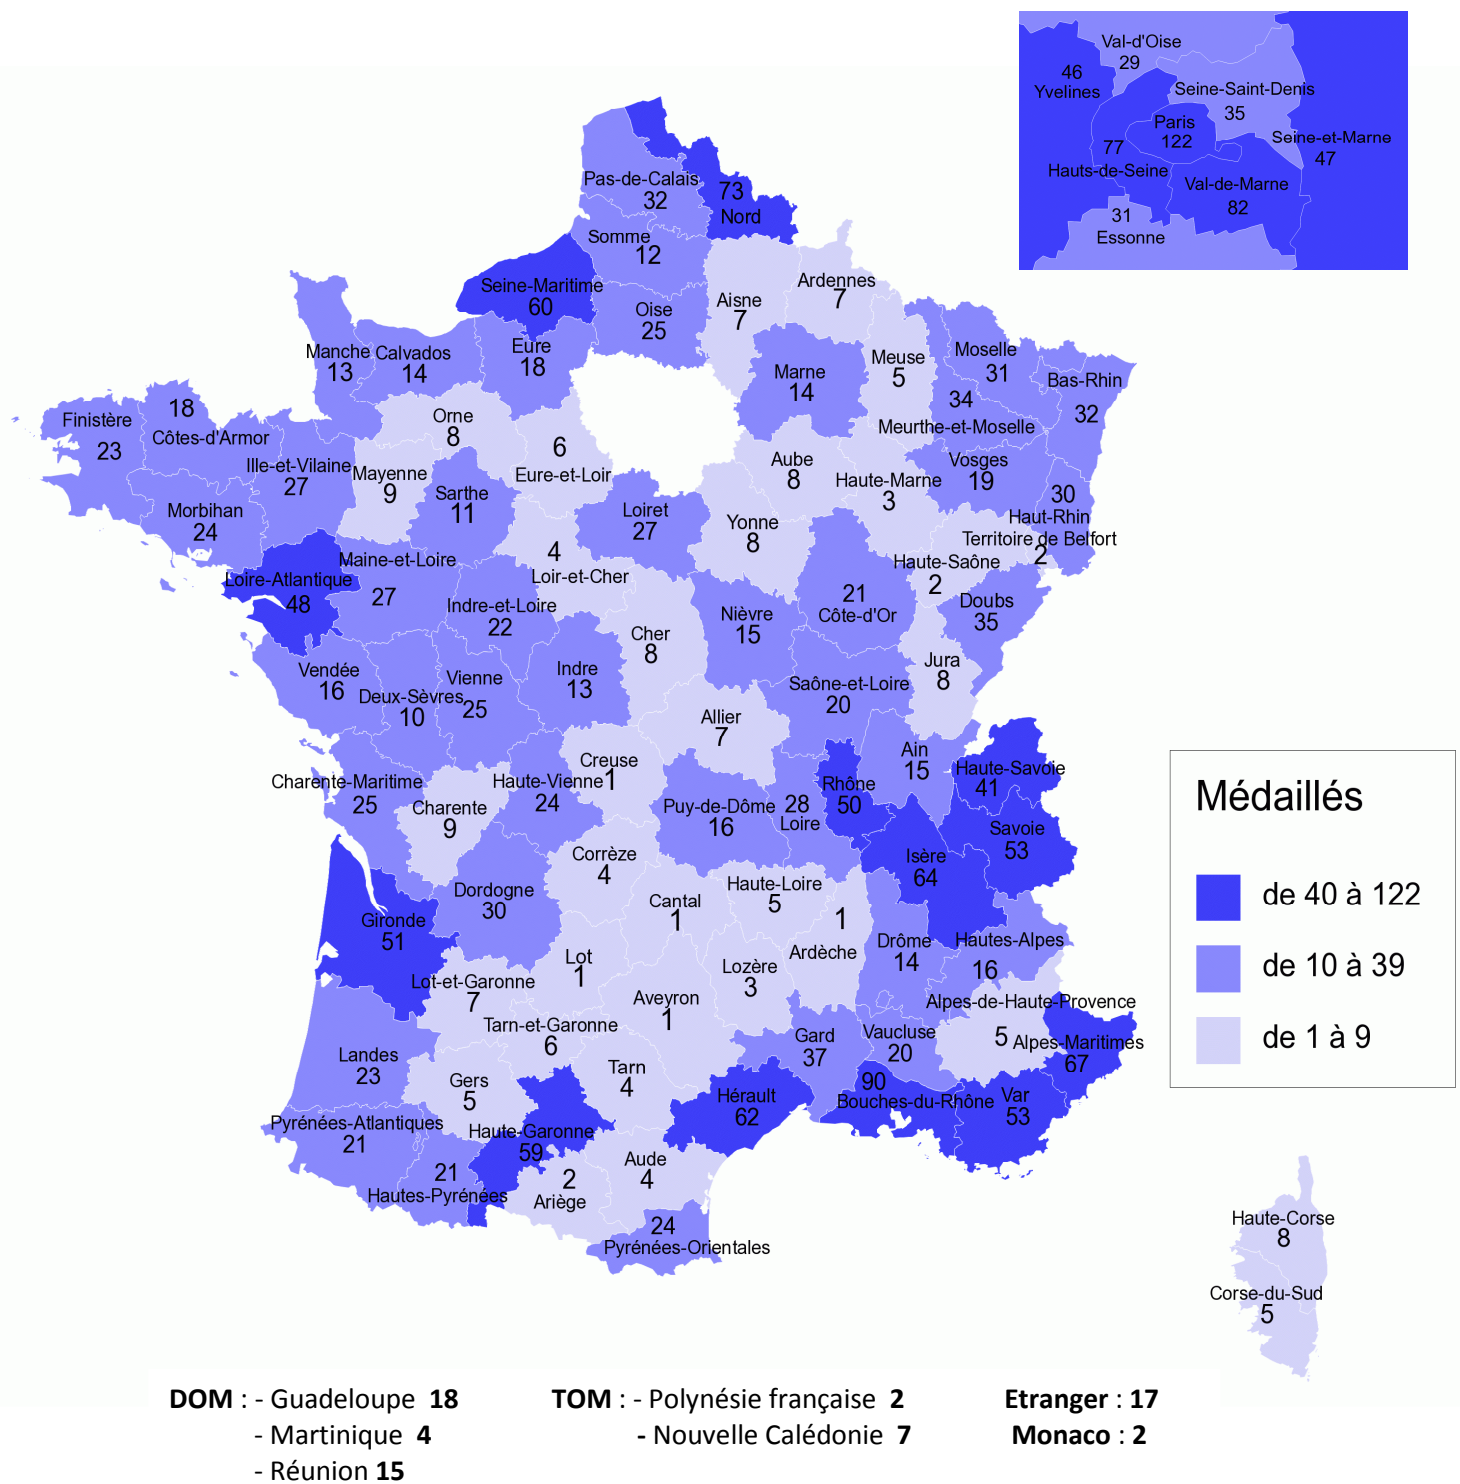 Val-d'Oise
29
46
Yvelines
Seine-Saint-Denis
35
Paris
122
Seine-et-Marne
47
77
Hauts-de-Seine
Val-de-Marne
82
31
Essonne
Pas-de-Calais
32
73
Nord
Somme
12
Seine-Maritime
60
Oise
25
Aisne
7
Ardennes
7
Manche
13
Calvados
14
Eure
18
Marne
14
Meuse
5
Moselle
31
34
Meurthe-et-Moselle
Bas-Rhin
32
Finistère
23
18
Côtes-d'Armor
Ille-et-Vilaine
27
Morbihan
24
Orne
8
6
Eure-et-Loir
Mayenne
9
Sarthe
11
Aube
8
Haute-Marne
3
Vosges
19
30
Haut-Rhin
Territoire de Belfort
2
Loiret
27
Yonne
8
4
Loir-et-Cher
Haute-Saône
2
Loire-Atlantique
48
Maine-et-Loire
27
Indre-et-Loire
22
21
Côte-d'Or
Doubs
35
Nièvre
15
Cher
8
Jura
8
Vendée
16
Deux-Sèvres
10
Vienne
25
Indre
13
Saône-et-Loire
20
Allier
7
Ain
15
Haute-Savoie
41
Charente-Maritime
25
Charente
9
Haute-Vienne
24
Creuse
1
Puy-de-Dôme
16
28
Loire
Rhône
50
Savoie
53
Isère
64
Corrèze
4
Dordogne
30
Haute-Loire
5
Cantal
1
1
Ardèche
Gironde
51
Drôme
14
Hautes-Alpes
16
Lot
1
Lozère
3
Lot-et-Garonne
7
Aveyron
1
Alpes-de-Haute-Provence
5
Alpes-Maritimes
67
Tarn-et-Garonne
6
Gard
37
Vaucluse
20
Landes
23
Tarn
4
Gers
5
Hérault
62
90
Bouches-du-Rhône
Var
53
Pyrénées-Atlantiques
21
Haute-Garonne
59
21
Hautes-Pyrénées
2
Ariège
Aude
4
24
Pyrénées-Orientales
Haute-Corse
8
Corse-du-Sud
5
Médaillés
de 40 à 122
de 10 à 39
de 1 à 9
DOM : - Guadeloupe 18
- Martinique 4
- Réunion 15
TOM : - Polynésie française 2
- Nouvelle Calédonie 7
Etranger : 17
Monaco : 2